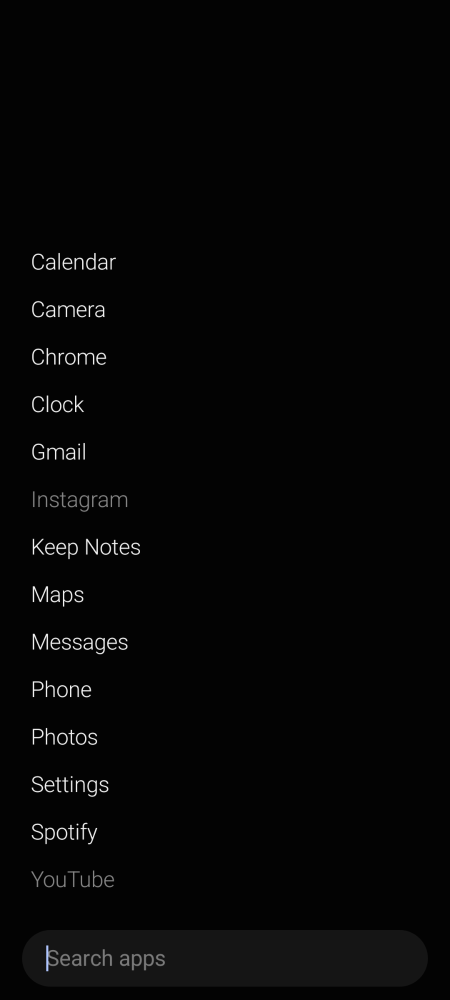 Calendar
Camera
Chrome
Clock
Gmail
Instagram
Keep Notes
Maps
Messages
Phone
Photos
Settings
Spotify
YouTube
Search apps